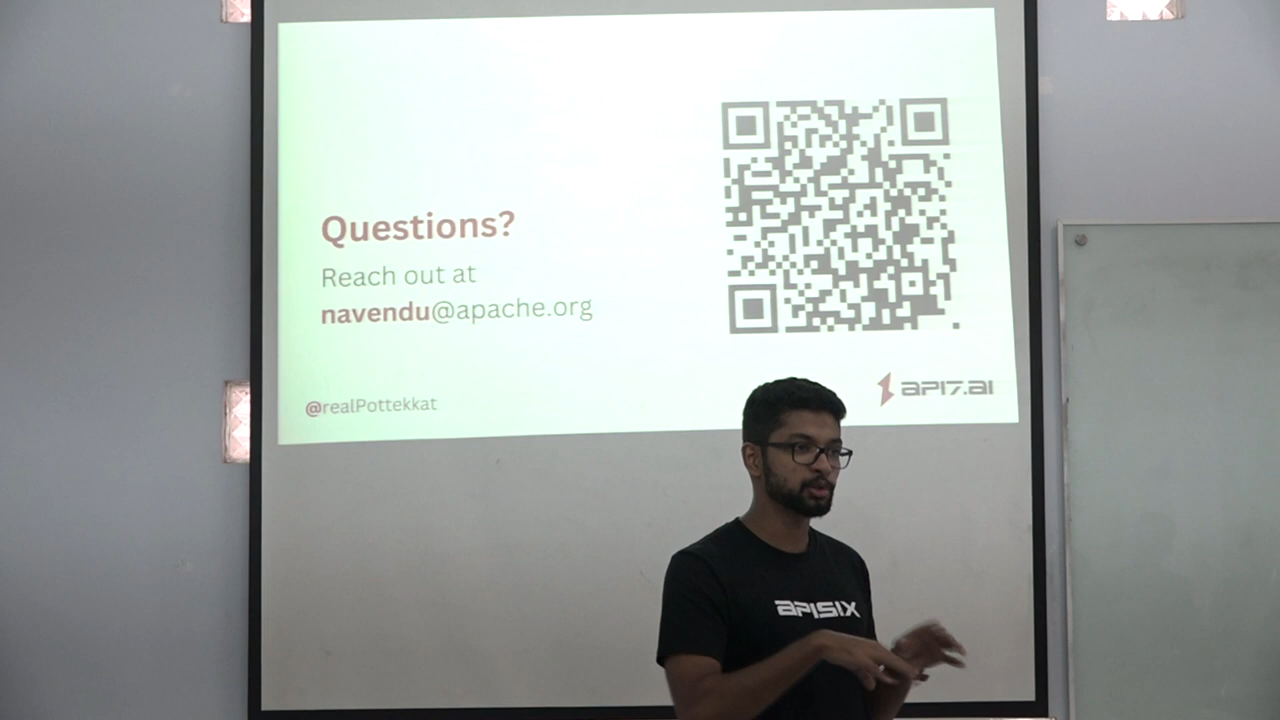 Questions?
Reach out at
navendu@apache.org
@realPottekkat
API7.ai
APISIX